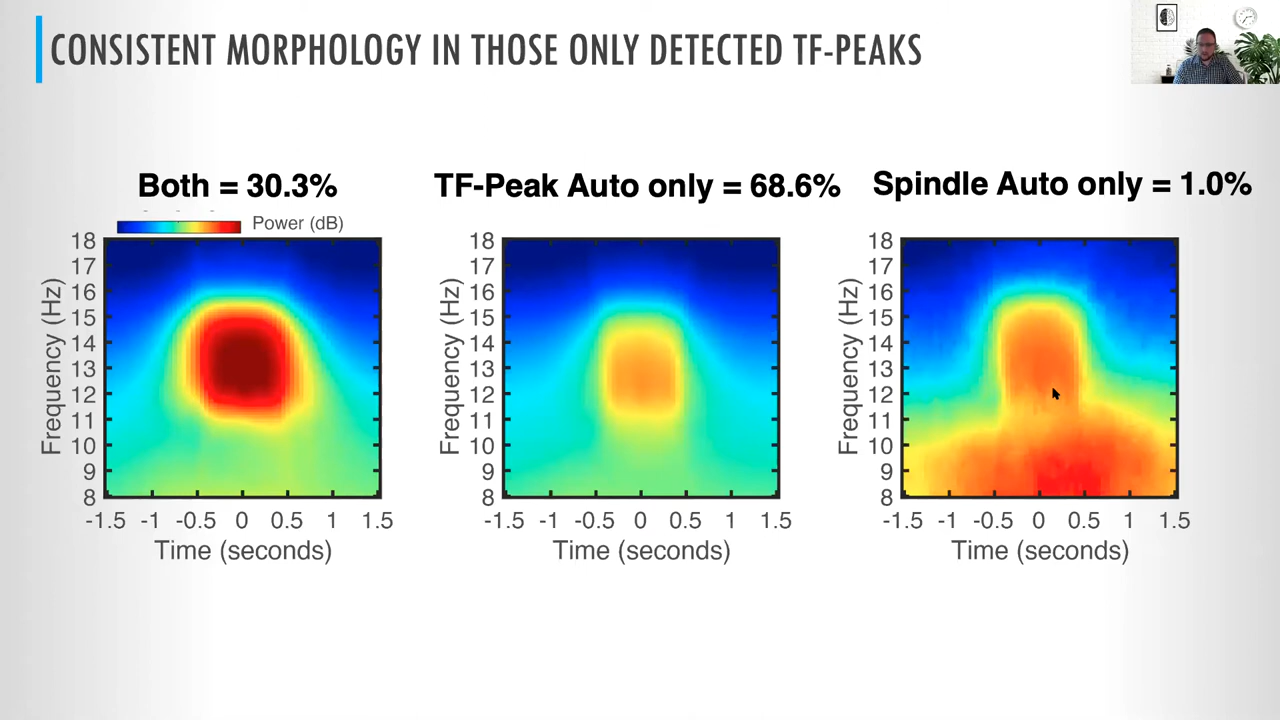 CONSISTENT MORPHOLOGY IN THOSE ONLY DETECTED TF-PEAKS
Both = 30.3%
Power (dB)
18
17
16
15
14
13
12
11
10
9
8
Frequency (Hz)
-1.5 -1 -0.5 0 0.5 1 1.5
Time (seconds)
TF-Peak Auto only = 68.6%
18
17
16
15
14
13
12
11
10
9
8
Frequency (Hz)
-1.5 -1 -0.5 0 0.5 1 1.5
Time (seconds)
Spindle Auto only = 1.0%
18
17
16
15
14
13
12
11
10
9
8
Frequency (Hz)
-1.5 -1 -0.5 0 0.5 1 1.5
Time (seconds)